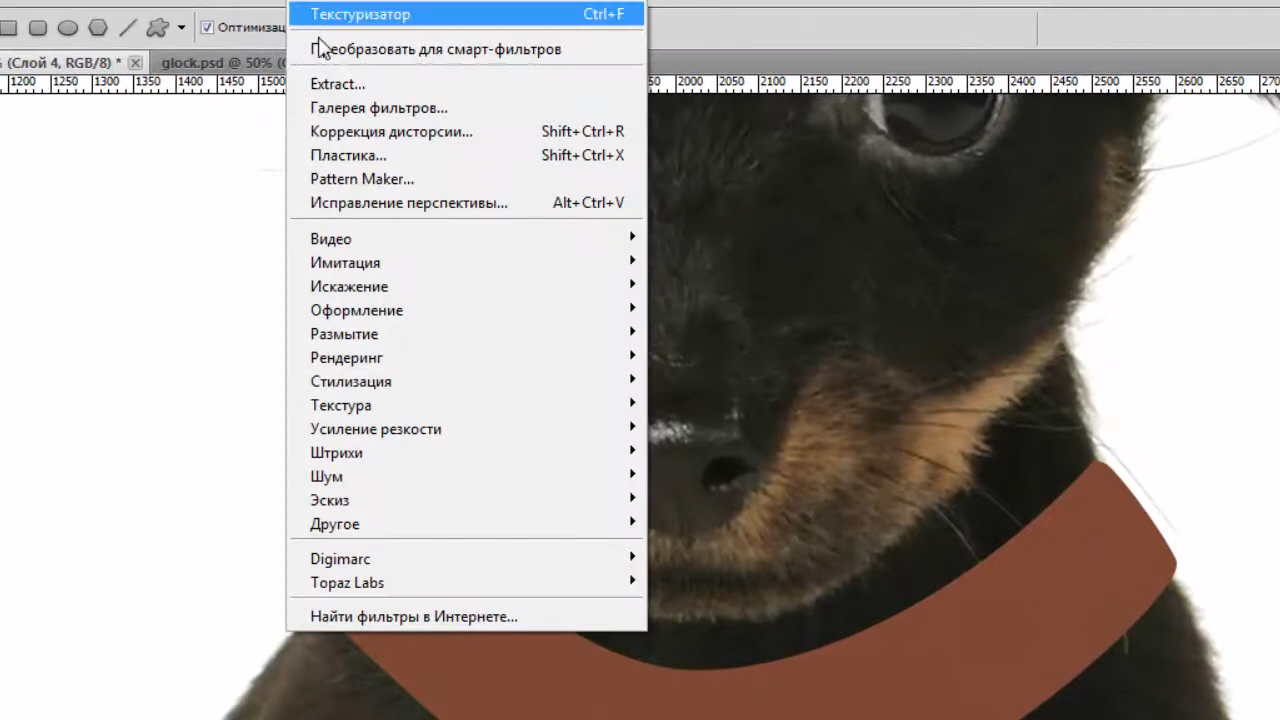 Текстуризатор Ctrl+F
Оптимизац
Преобразовать для смарт-фильтров
% (Слой 4, RGB/8) *
glock.psd @ 50% (
1200 1250 1300 1350 1400 1450 1500 2000 2050 2100 2150 2200 2250 2300 2350 2400 2450 2500 2550 2600 2650
Extract...
Галерея фильтров...
Коррекция дисторсии... Shift+Ctrl+R
Пластика... Shift+Ctrl+X
Pattern Maker...
Исправление перспективы... Alt+Ctrl+V
Видео
Имитация
Искажение
Оформление
Размытие
Рендеринг
Стилизация
Текстура
Усиление резкости
Штрихи
Шум
Эскиз
Другое
Digimarc
Topaz Labs
Найти фильтры в Интернете...